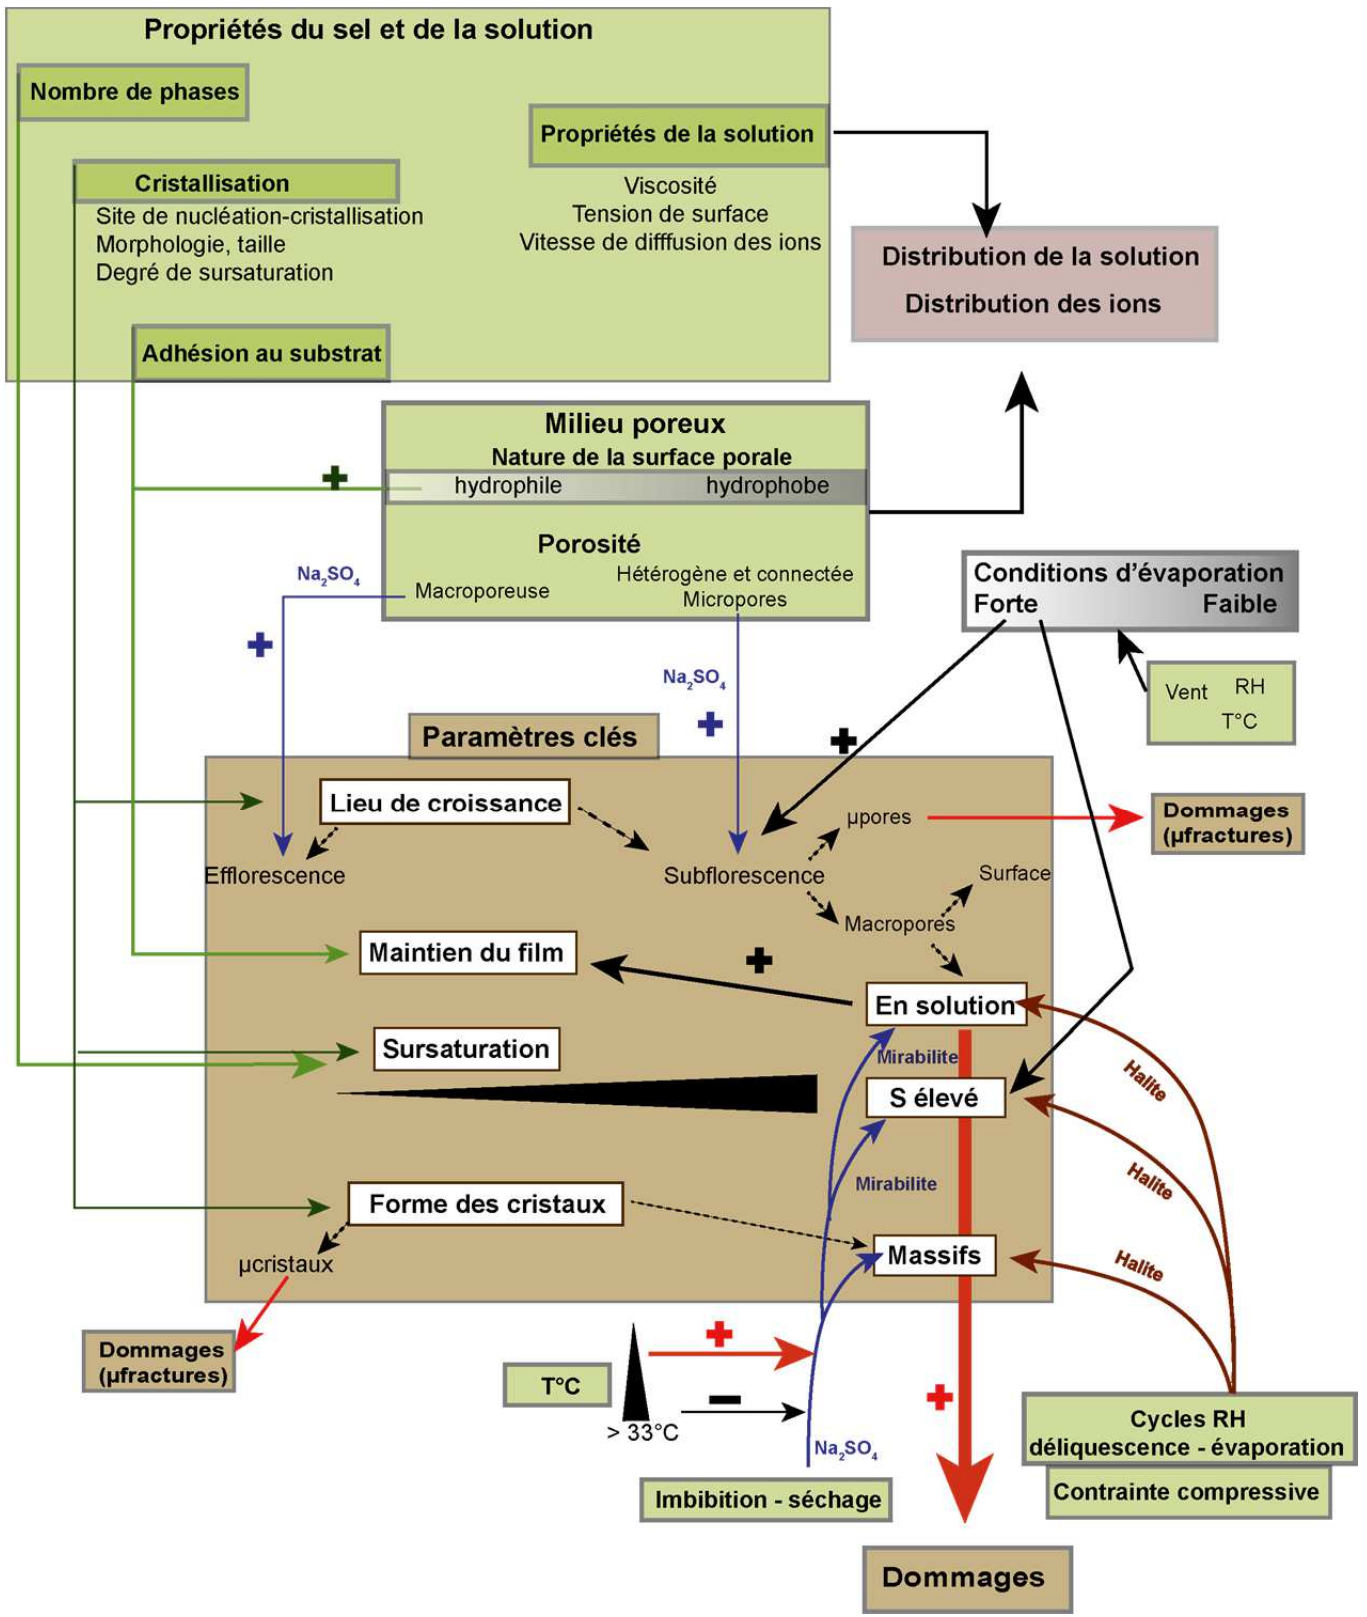 Propriétés du sel et de la solution
Nombre de phases
Propriétés de la solution
Viscosité
Tension de surface
Vitesse de difffusion des ions
Cristallisation
Site de nucléation-cristallisation
Morphologie, taille
Degré de sursaturation
Adhésion au substrat
Distribution de la solution
Distribution des ions
Milieu poreux
Nature de la surface porale
+
hydrophile hydrophobe
Porosité
Na₂SO₄
Macroporeuse
Hétérogène et connectée
Micropores
+
Na₂SO₄
+
Conditions d'évaporation
Forte Faible
Vent RH
T°C
+
Paramètres clés
Lieu de croissance
Efflorescence
Subflorescence
µpores
Surface
Macropores
Dommages
(µfractures)
Maintien du film
+
En solution
Sursaturation
Mirabilite
S élevé
Halite
Mirabilite
Halite
Forme des cristaux
µcristaux
Massifs
Halite
Dommages
(µfractures)
+
T°C
−
> 33°C
Na₂SO₄
+
Imbibition - séchage
Cycles RH
déliquescence - évaporation
Contrainte compressive
Dommages